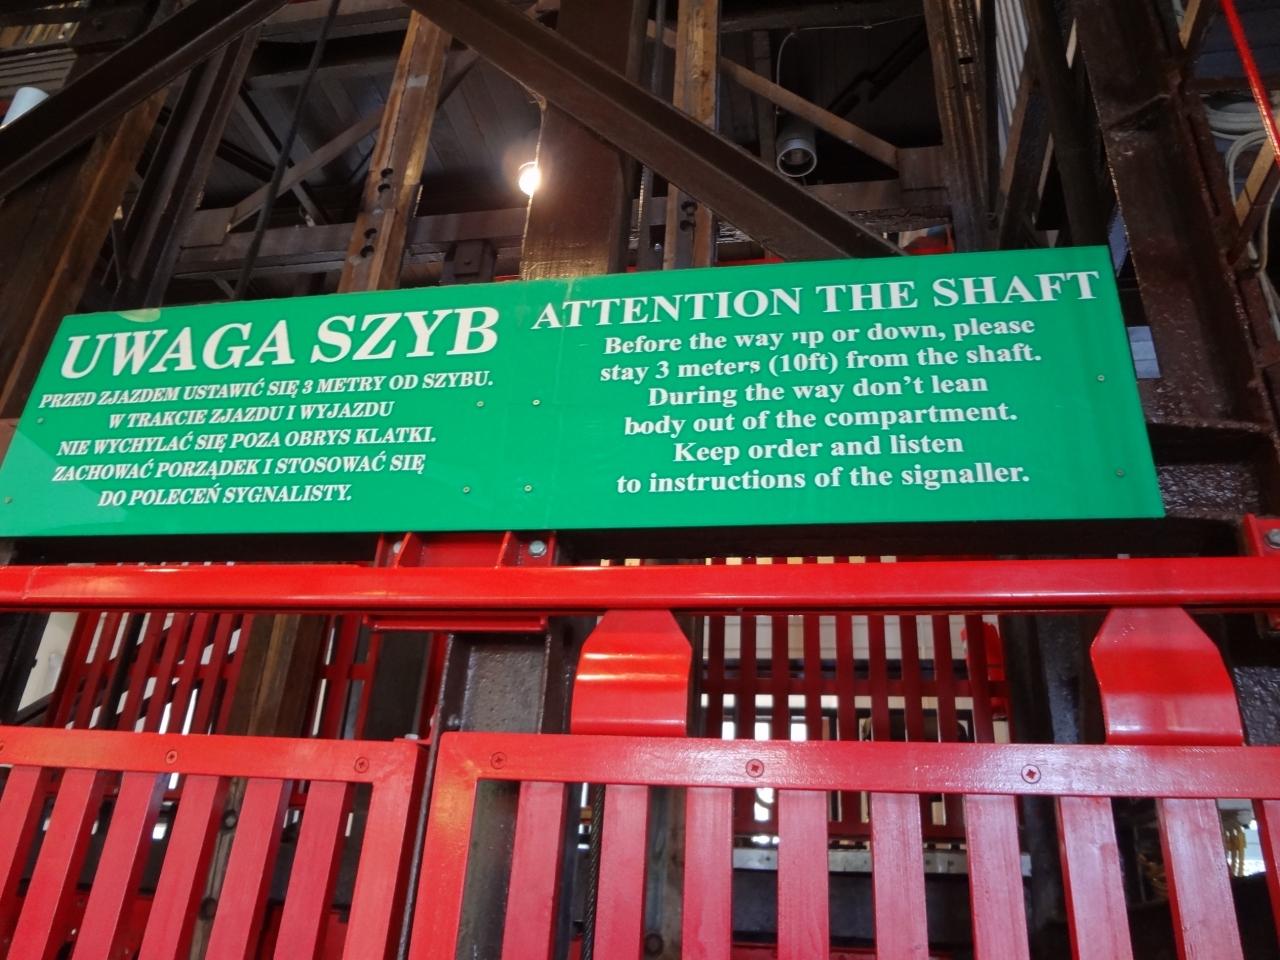 UWAGA SZYB
PRZED ZJAZDEM USTAWIĆ SIĘ 3 METRY OD SZYBU.
W TRAKCIE ZJAZDU I WYJAZDU
NIE WYCHYLAĆ SIĘ POZA OBRYS KLATKI.
ZACHOWAĆ PORZĄDEK I STOSOWAĆ SIĘ
DO POLECEŃ SYGNALISTY.
ATTENTION THE SHAFT
Before the way up or down, please
stay 3 meters (10ft) from the shaft.
During the way don't lean
body out of the compartment.
Keep order and listen
to instructions of the signaller.